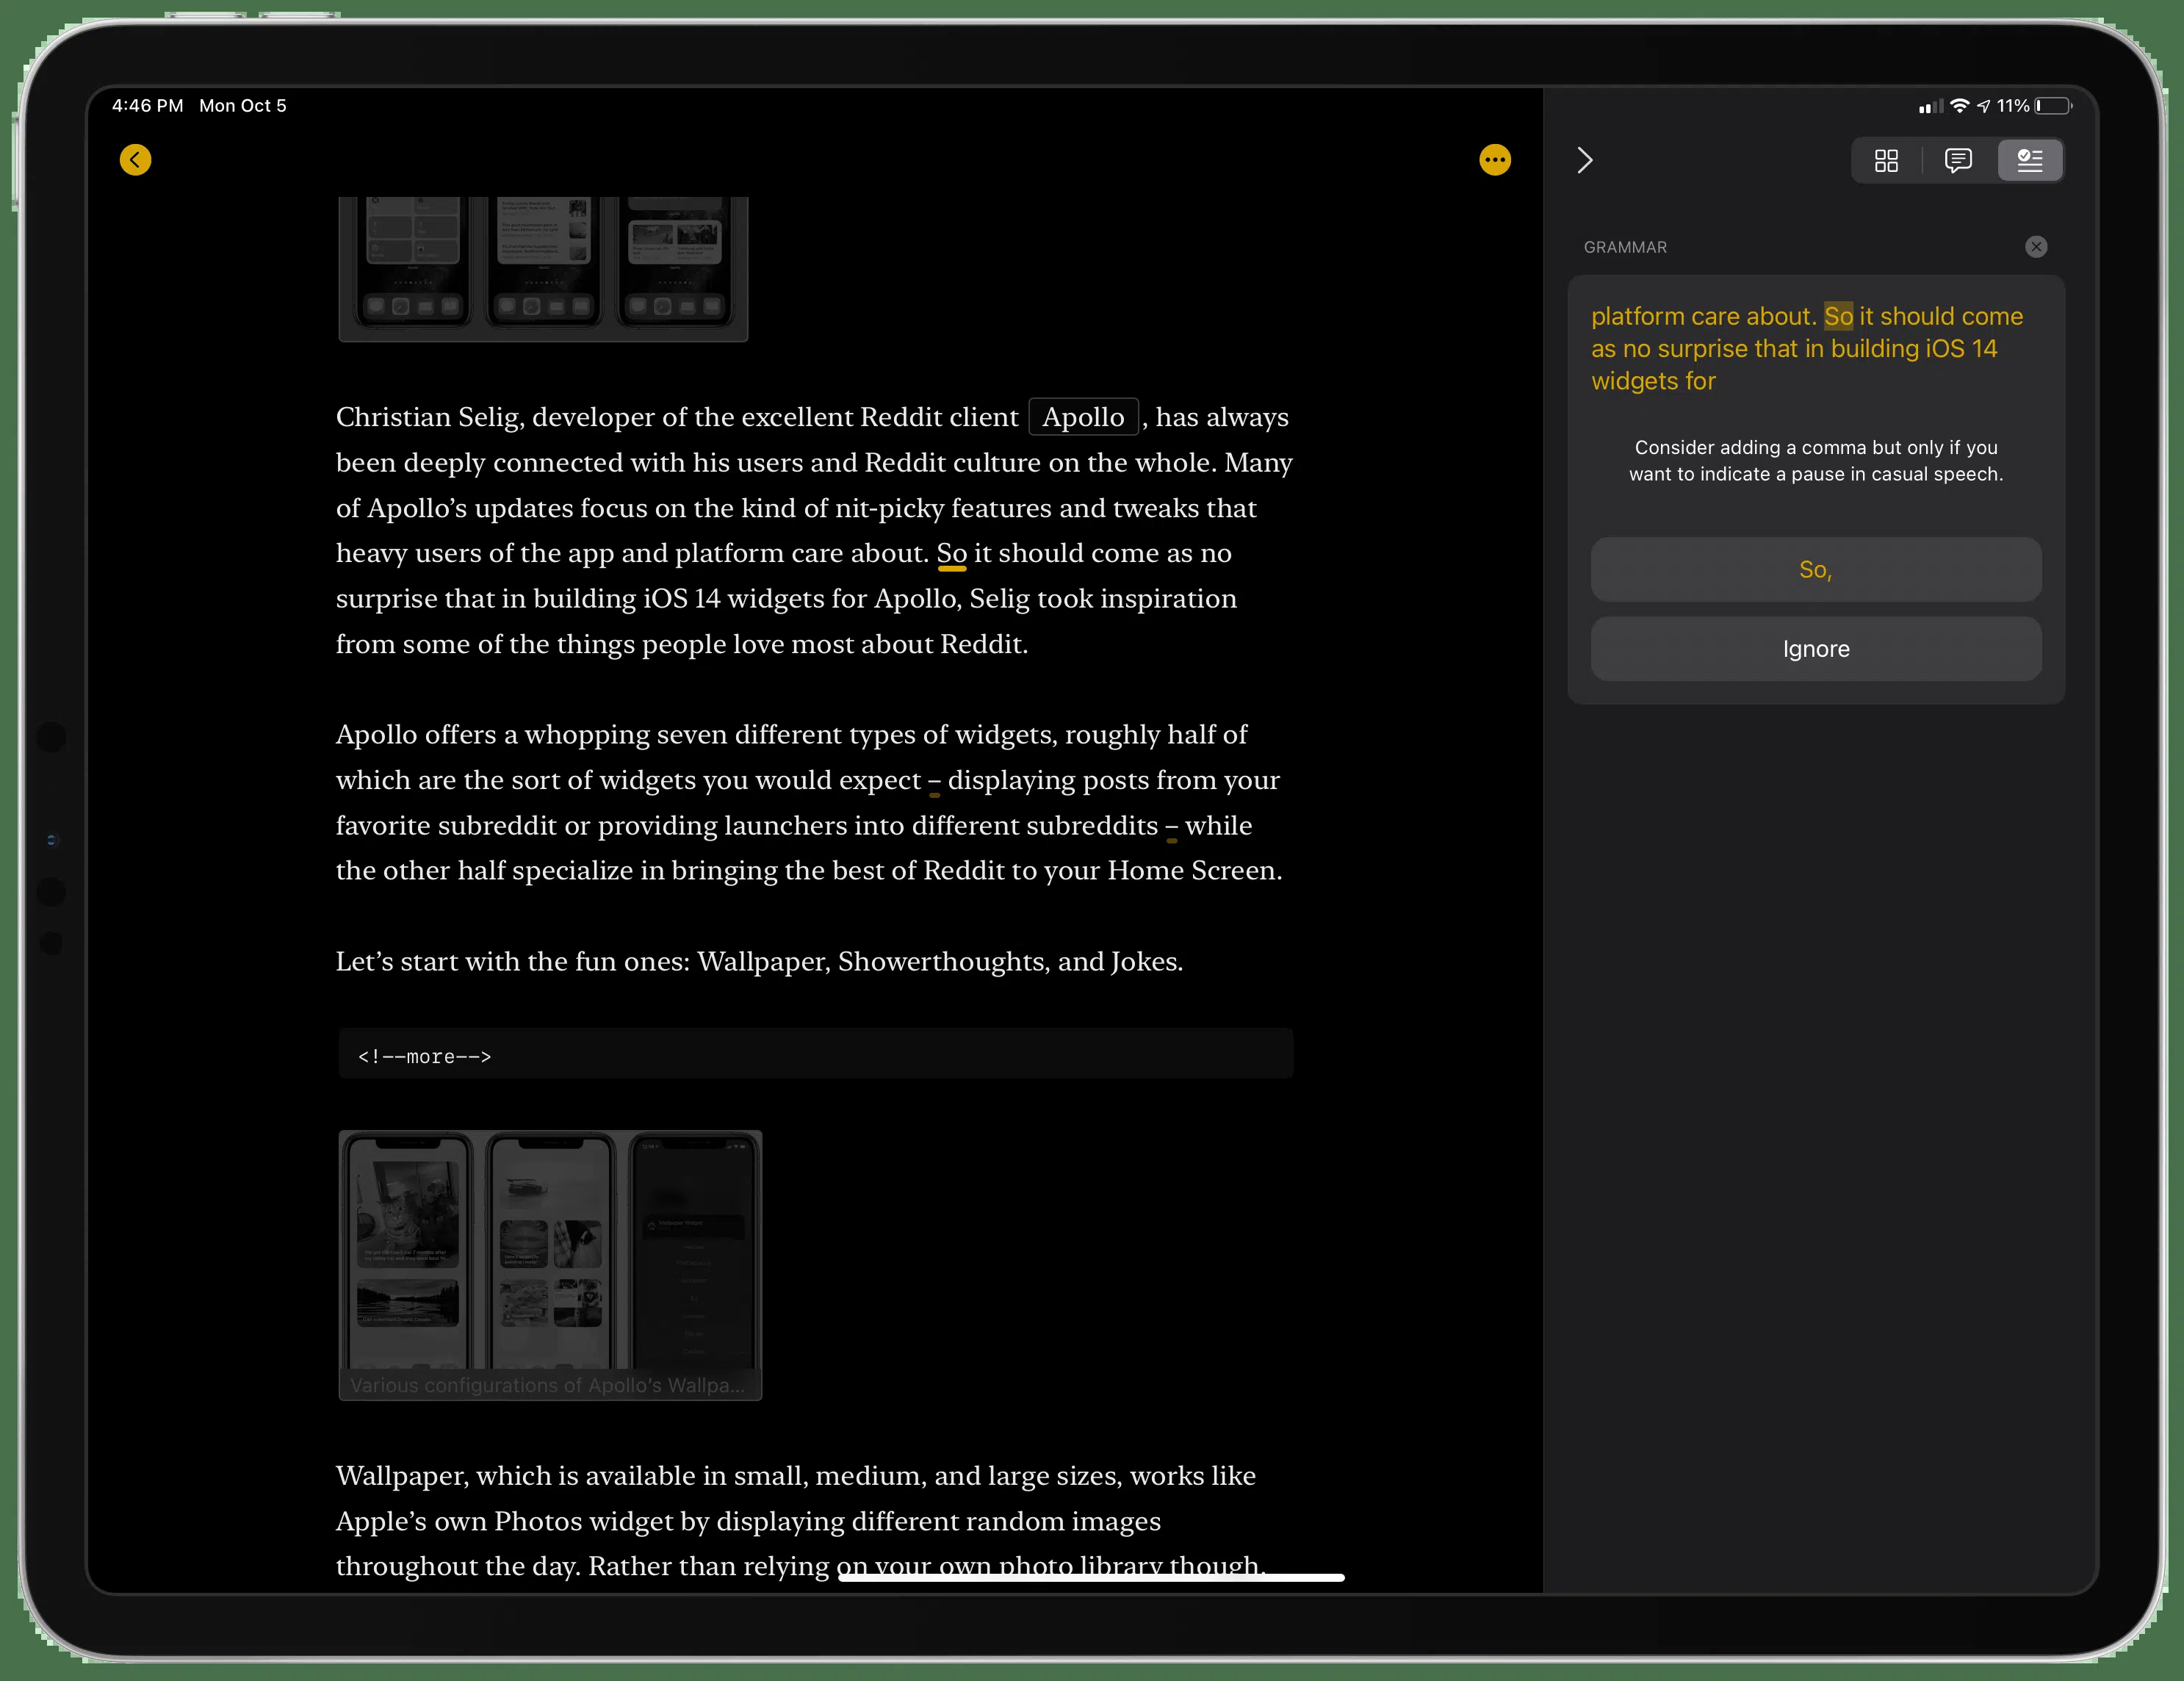 4:46 PM Mon Oct 5
11%
Christian Selig, developer of the excellent Reddit client Apollo , has always
been deeply connected with his users and Reddit culture on the whole. Many
of Apollo’s updates focus on the kind of nit-picky features and tweaks that
heavy users of the app and platform care about. So it should come as no
surprise that in building iOS 14 widgets for Apollo, Selig took inspiration
from some of the things people love most about Reddit.
Apollo offers a whopping seven different types of widgets, roughly half of
which are the sort of widgets you would expect – displaying posts from your
favorite subreddit or providing launchers into different subreddits – while
the other half specialize in bringing the best of Reddit to your Home Screen.
Let’s start with the fun ones: Wallpaper, Showerthoughts, and Jokes.
<!--more-->
Various configurations of Apollo's Wallpa...
Wallpaper, which is available in small, medium, and large sizes, works like
Apple’s own Photos widget by displaying different random images
throughout the day. Rather than relying on your own photo library though,
GRAMMAR
platform care about. So it should come
as no surprise that in building iOS 14
widgets for
Consider adding a comma but only if you
want to indicate a pause in casual speech.
So,
Ignore